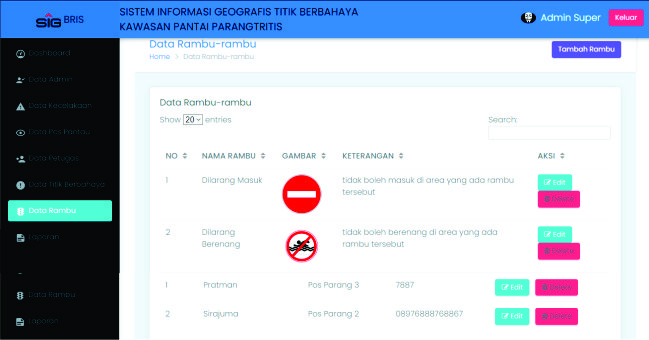 SIG BRIS
SISTEM INFORMASI GEOGRAFIS TITIK BERBAHAYA
KAWASAN PANTAI PARANGTRITIS
Admin Super
Keluar
Dashboard
Data Admin
Data Kecelakaan
Data Pos Pantau
Data Petugas
Data Titik Berbahaya
Data Rambu
Laporan
Data Rambu
Laporan
Data Rambu-rambu
Home > Data Rambu-rambu
Tambah Rambu
Data Rambu-rambu
Show 20 entries
Search:
NO NAMA RAMBU GAMBAR KETERANGAN AKSI
1 Dilarang Masuk tidak boleh masuk di area yang ada rambu
tersebut
Edit
Delete
2 Dilarang
Berenang
tidak boleh berenang di area yang ada
rambu tersebut
Edit
Delete
1 Pratman Pos Parang 3 7887 Edit Delete
2 Sirajuma Pos Parang 2 08976888768867 Edit Delete